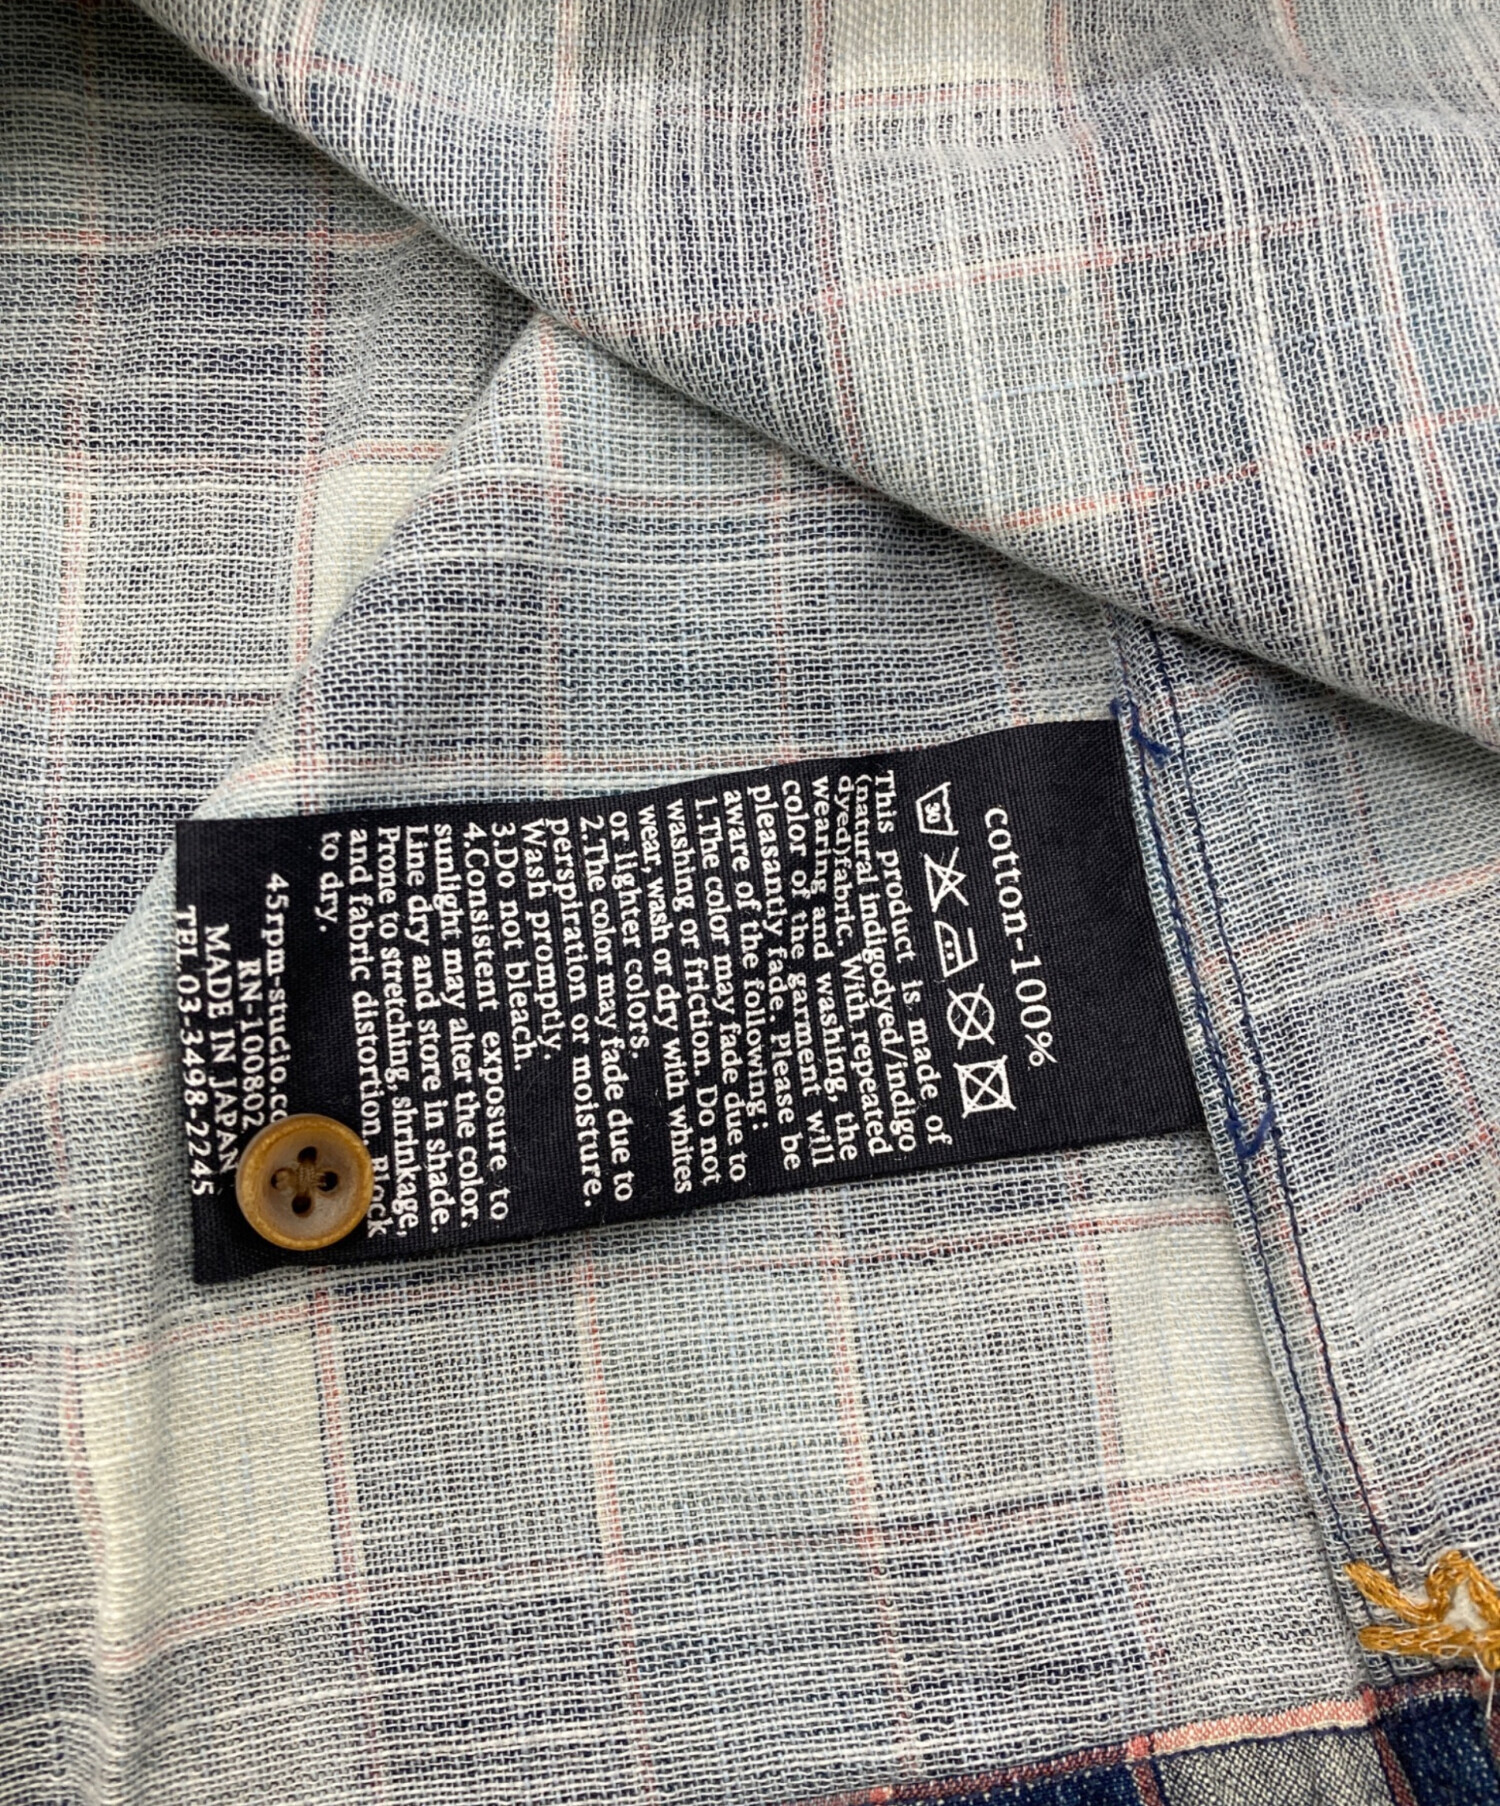 cotton-100%
30
This product is made of
(natural indigodyed/indigo
dyed)fabric. With repeated
wearing and washing, the
color of the garment will
pleasantly fade. Please be
aware of the following :
1.The color may fade due to
washing or friction. Do not
wear, wash or dry with whites
or lighter colors.
2.The color may fade due to
perspiration or moisture.
Wash promptly.
3.Do not bleach.
4.Consistent exposure to
sunlight may alter the color.
Line dry and store in shade.
Prone to stretching, shrinkage,
and fabric distortion. Block
to dry.
45rpm-studio.co
RN-100802
MADE IN JAPAN
TEL.03-3498-2245